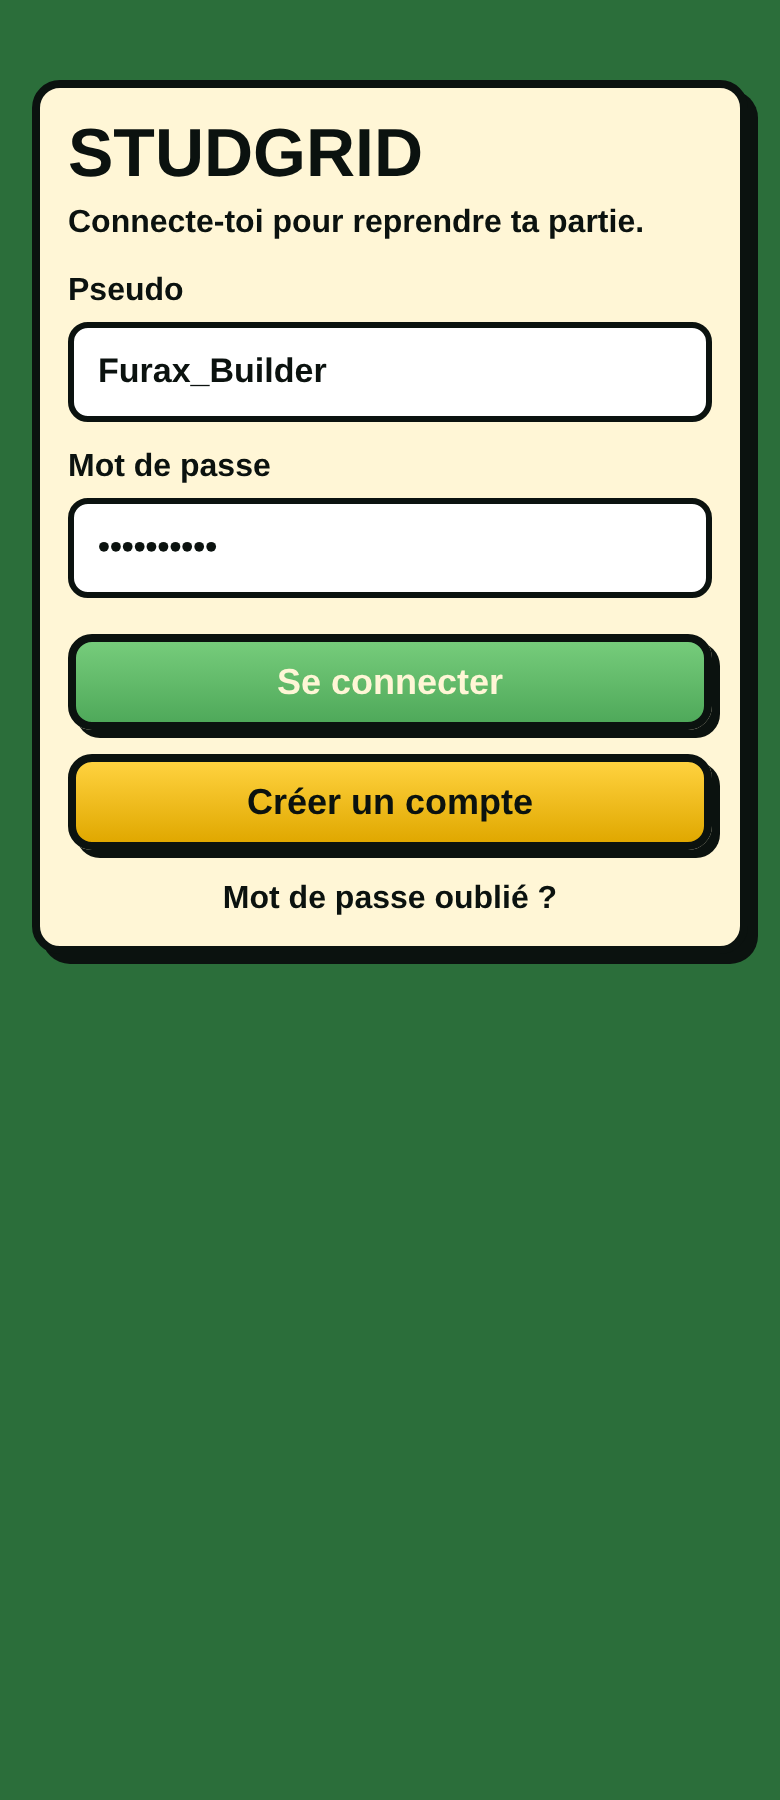 STUDGRID
Connecte-toi pour reprendre ta partie.
Pseudo
Furax_Builder
Mot de passe
••••••••••
Se connecter
Créer un compte
Mot de passe oublié ?